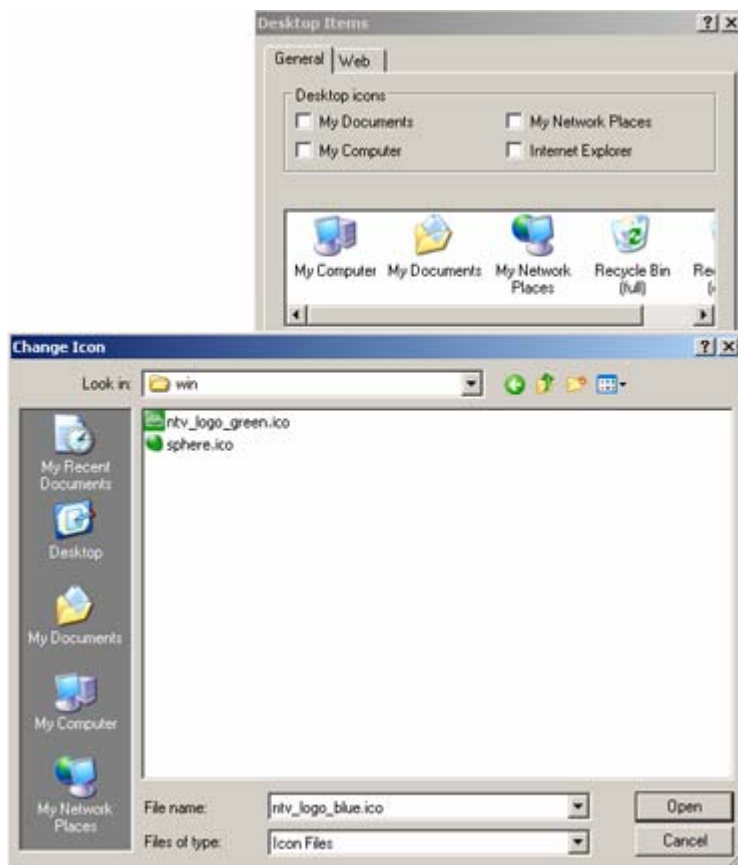 Desktop Items
General Web
Desktop icons
My Documents
My Network Places
My Computer
Internet Explorer
My Computer My Documents My Network Places Recycle Bin (full)
Change Icon
Look in: win
ntv_logo_green.ico
sphere.ico
My Recent Documents
Desktop
My Documents
My Computer
My Network Places
File name: ntv_logo_blue.ico Open
Files of type: Icon Files Cancel